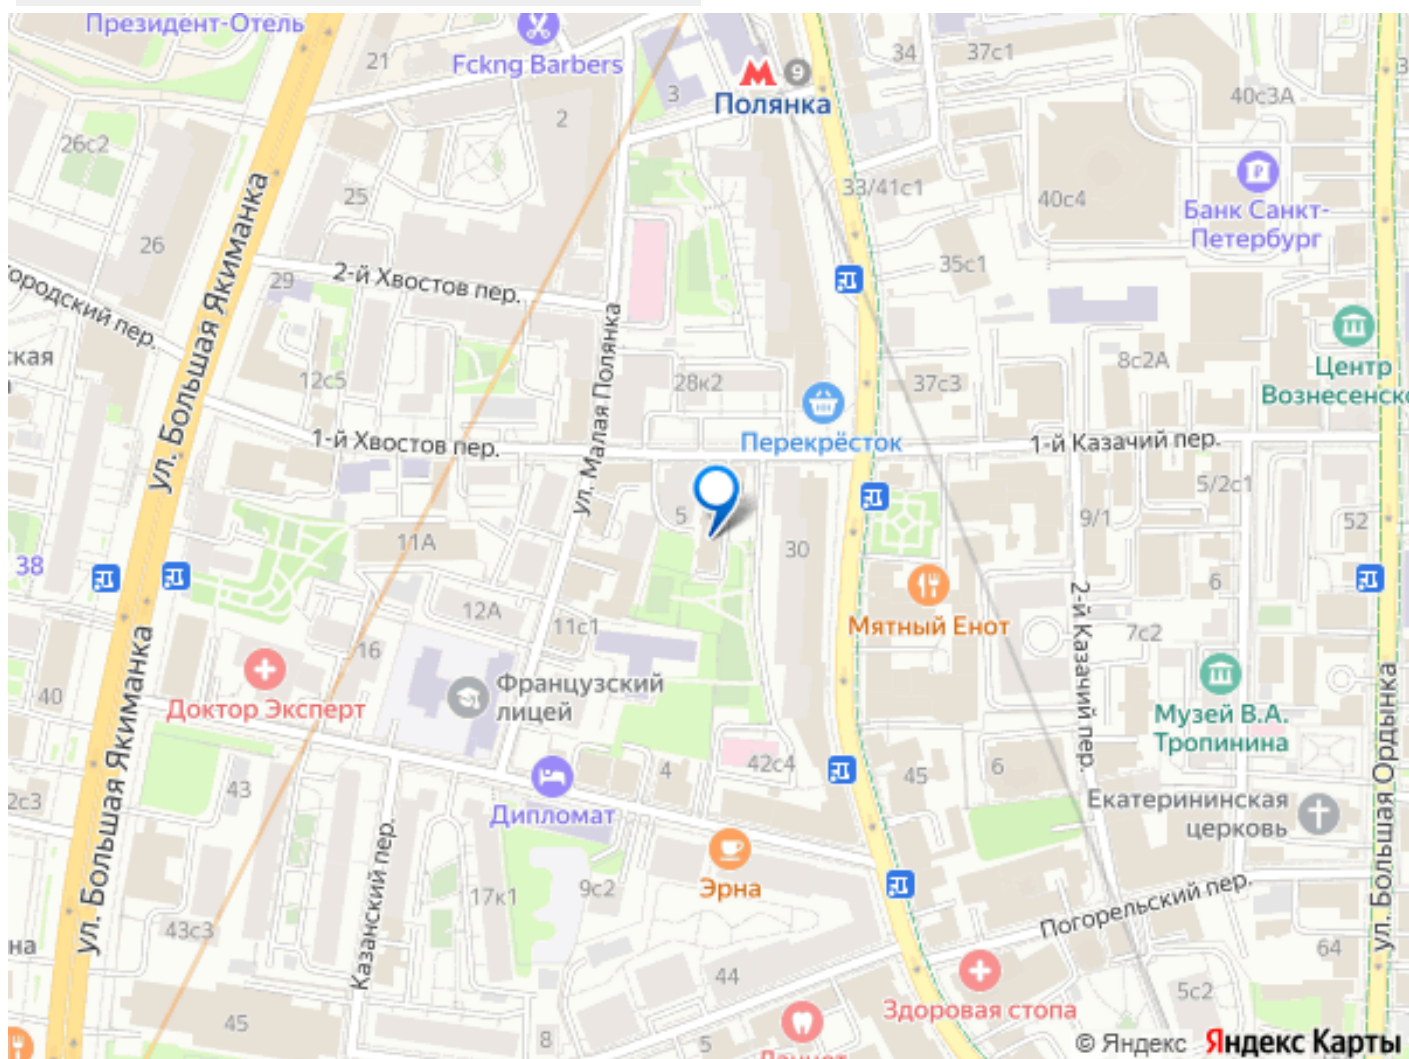 Президент-Отель
Fckng Barbers
21
34
37с1
М 9
Полянка
3
2
40с3А
26с2
25
33/41с1
40с4
Банк Санкт-
Петербург
26
29
2-й Хвостов пер.
35с1
ородский пер.
ул. Большая Якиманка
ул. Малая Полянка
8с2А
Центр
Вознесенско
ская
12с5
28к2
37с3
Перекрёсток
1-й Хвостов пер.
1-й Казачий пер.
5/2с1
5
9/1
52
11А
30
38
6
12А
11с1
Мятный Енот
2-й Казачий пер.
7с2
16
Французский
лицей
Доктор Эксперт
40
Музей В.А.
Тропинина
ул. Большая Якиманка
ул. Большая Ордынка
43
4
42с4
45
6
2с3
Дипломат
Екатерининская
церковь
Казанский пер.
Эрна
17к1
9с2
Погорельский пер.
43с3
на
64
44
Здоровая стопа
5с2
45
8
5
© Яндекс Яндекс Карты